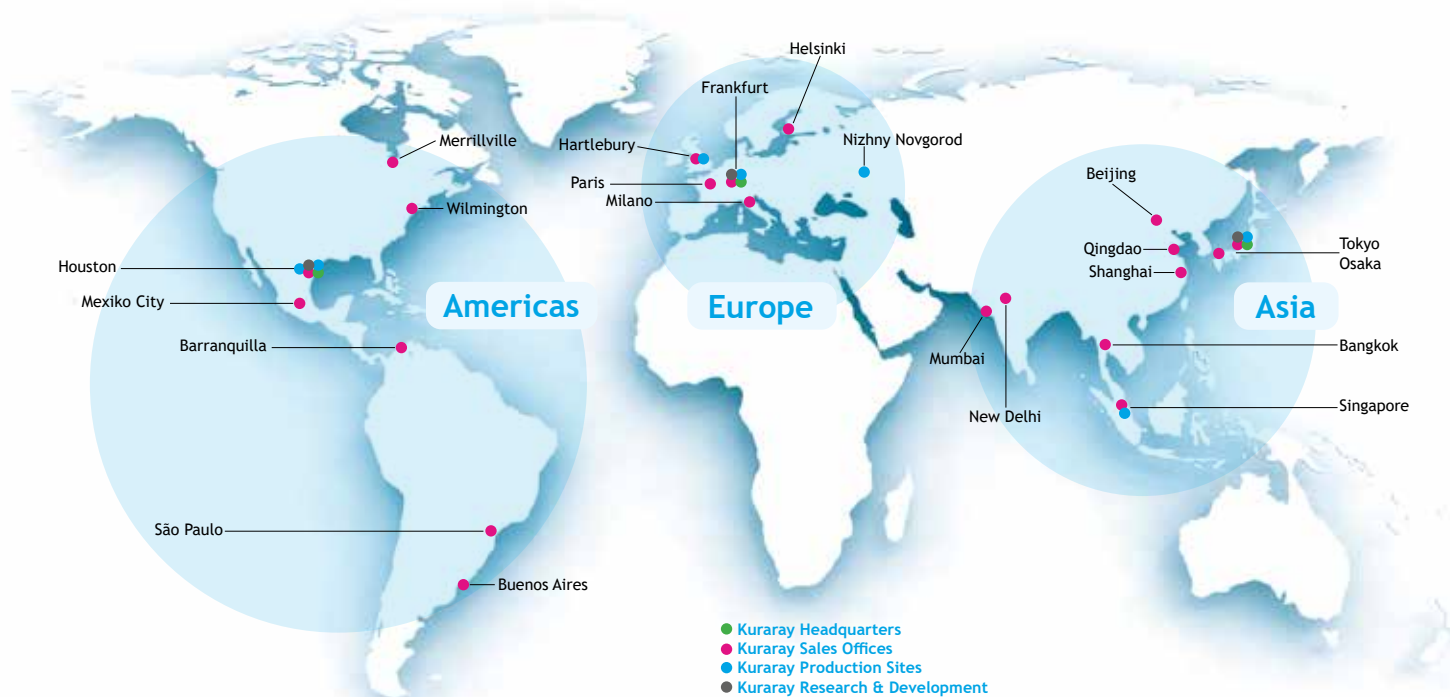 Helsinki
Frankfurt
Merrillville
Hartlebury
Nizhny Novgorod
Paris
Beijing
Milano
Wilmington
Qingdao
Tokyo
Osaka
Houston
Shanghai
Mexiko City
Americas
Europe
Asia
Barranquilla
Mumbai
Bangkok
New Delhi
Singapore
São Paulo
Buenos Aires
Kuraray Headquarters
Kuraray Sales Offices
Kuraray Production Sites
Kuraray Research & Development